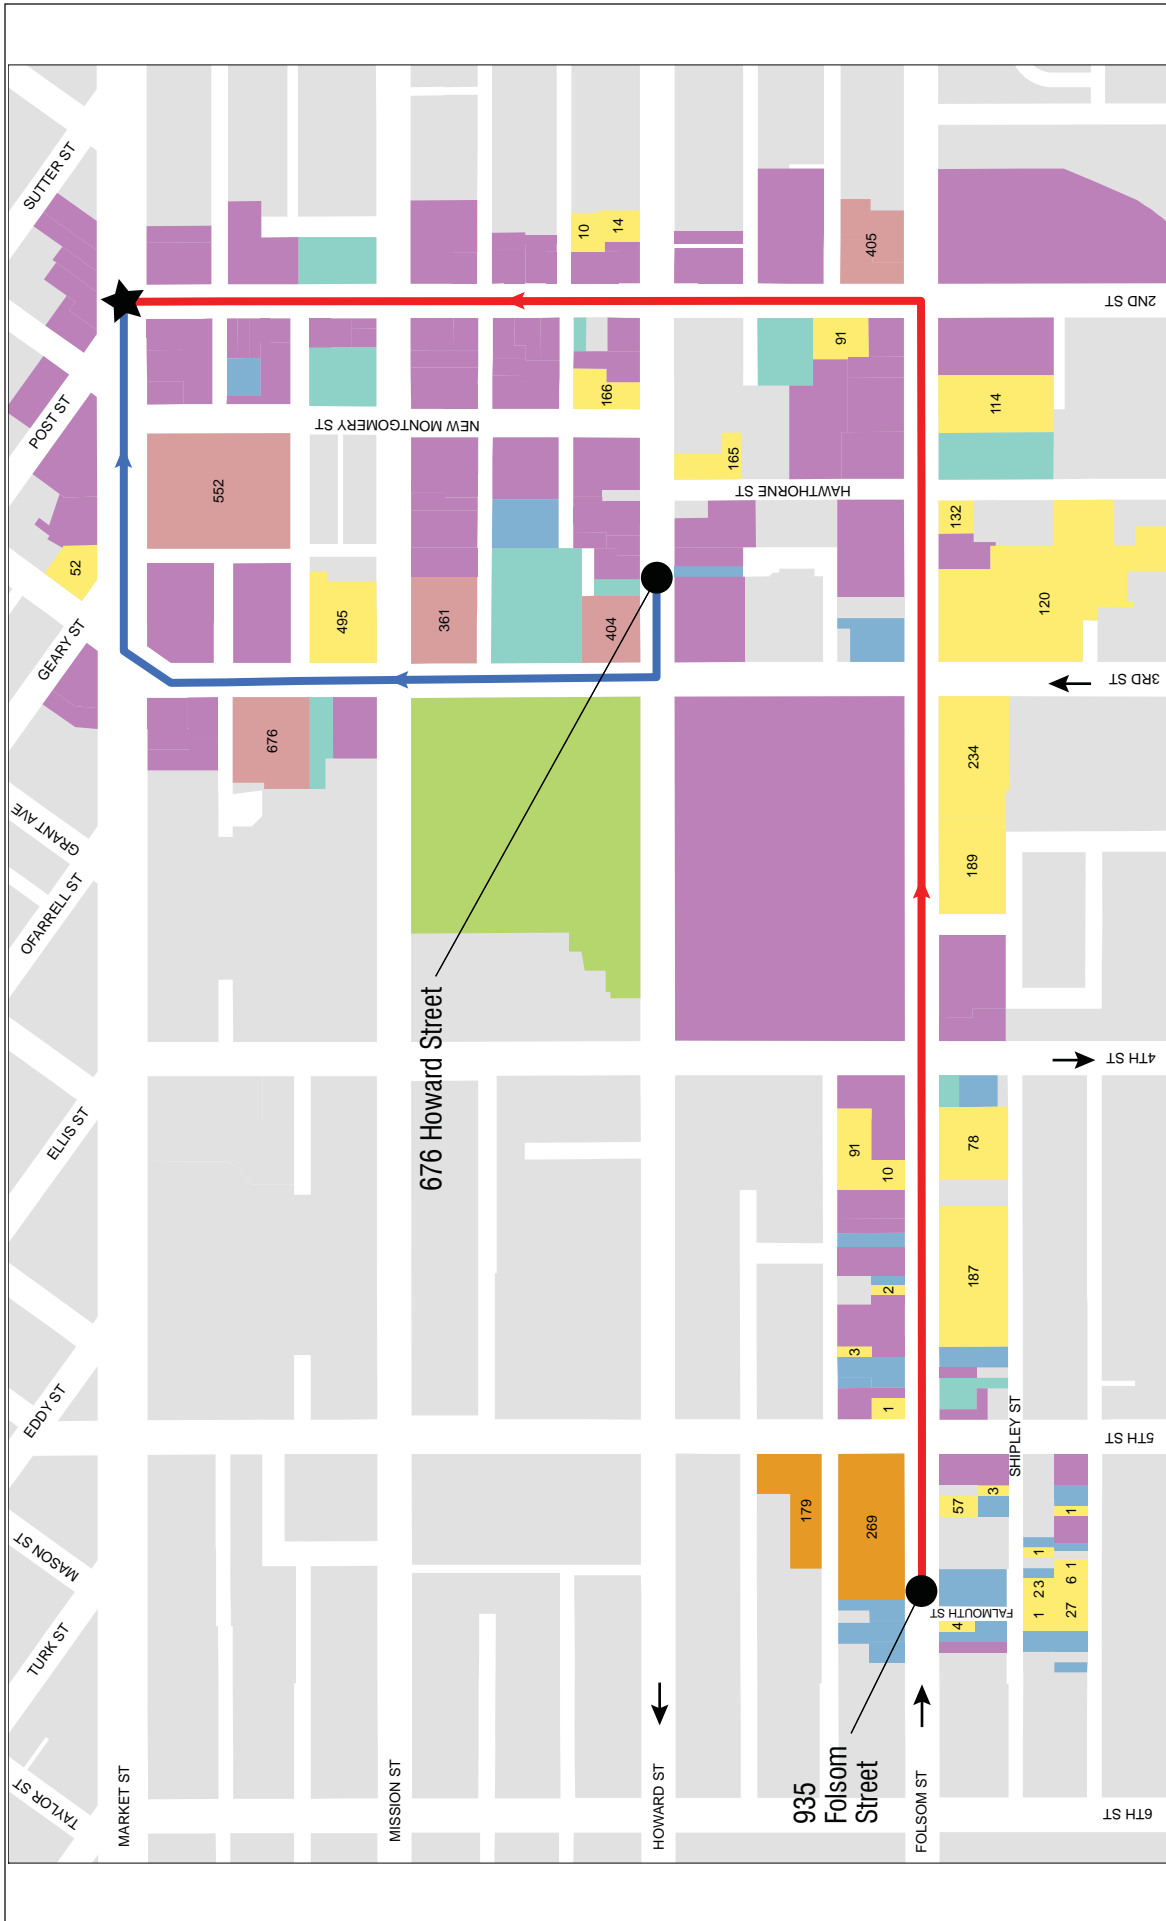 SUTTER ST
POST ST
GEARY ST
GRANT AVE
OFARRELL ST
ELLIS ST
EDDY ST
MASON ST
TURK ST
TAYLOR ST
MARKET ST
MISSION ST
HOWARD ST
FOLSOM ST
NEW MONTGOMERY ST
HAWTHORNE ST
2ND ST
3RD ST
4TH ST
5TH ST
6TH ST
SHIPLEY ST
FALMOUTH ST
676 Howard Street
935
Folsom
Street
10
14
405
91
166
165
114
552
52
495
361
404
132
120
676
234
189
91
10
78
2
187
3
1
179
269
57
3
1
1
4
1
2 3
6 1
27